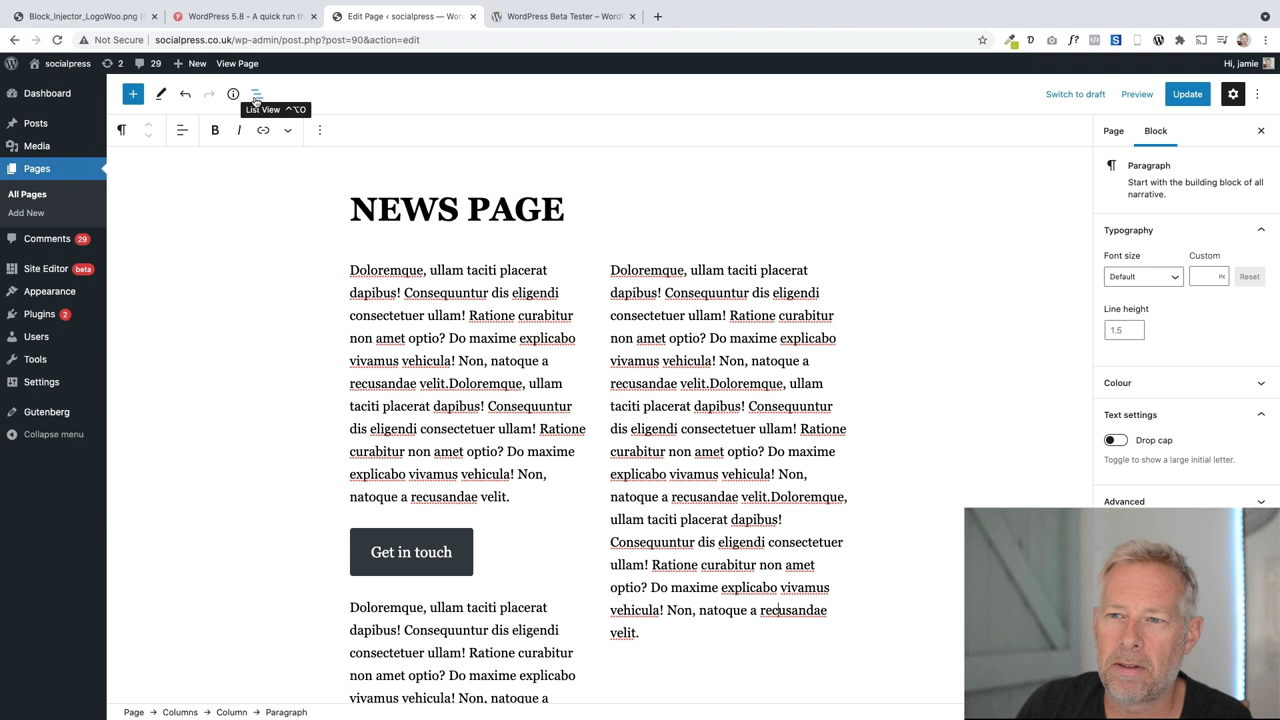 Block_Injector_LogoWoo.png (
WordPress 5.8 - A quick run th
Edit Page ‹ socialpress — Wor
WordPress Beta Tester – Word
Not Secure
socialpress.co.uk/wp-admin/post.php?post=90&action=edit
socialpress
2
29
New
View Page
Hi, jamie
Dashboard
Posts
Media
Pages
All Pages
Add New
Comments 29
Site Editor beta
Appearance
Plugins 2
Users
Tools
Settings
Gutenberg
Collapse menu
List View ^⌥O
Switch to draft
Preview
Update
B
I
NEWS PAGE
Doloremque, ullam taciti placerat
dapibus! Consequuntur dis eligendi
consectetuer ullam! Ratione curabitur
non amet optio? Do maxime explicabo
vivamus vehicula! Non, natoque a
recusandae velit.Doloremque, ullam
taciti placerat dapibus! Consequuntur
dis eligendi consectetuer ullam! Ratione
curabitur non amet optio? Do maxime
explicabo vivamus vehicula! Non,
natoque a recusandae velit.
Get in touch
Doloremque, ullam taciti placerat
dapibus! Consequuntur dis eligendi
consectetuer ullam! Ratione curabitur
non amet optio? Do maxime explicabo
vivamus vehicula! Non, natoque a
Doloremque, ullam taciti placerat
dapibus! Consequuntur dis eligendi
consectetuer ullam! Ratione curabitur
non amet optio? Do maxime explicabo
vivamus vehicula! Non, natoque a
recusandae velit.Doloremque, ullam
taciti placerat dapibus! Consequuntur
dis eligendi consectetuer ullam! Ratione
curabitur non amet optio? Do maxime
explicabo vivamus vehicula! Non,
natoque a recusandae velit.Doloremque,
ullam taciti placerat dapibus!
Consequuntur dis eligendi consectetuer
ullam! Ratione curabitur non amet
optio? Do maxime explicabo vivamus
vehicula! Non, natoque a recusandae
velit.
Page
Block
Paragraph
Start with the building block of all
narrative.
Typography
Font size
Custom
Default
PX
Reset
Line height
1.5
Colour
Text settings
Drop cap
Toggle to show a large initial letter.
Advanced
Page → Columns → Column → Paragraph